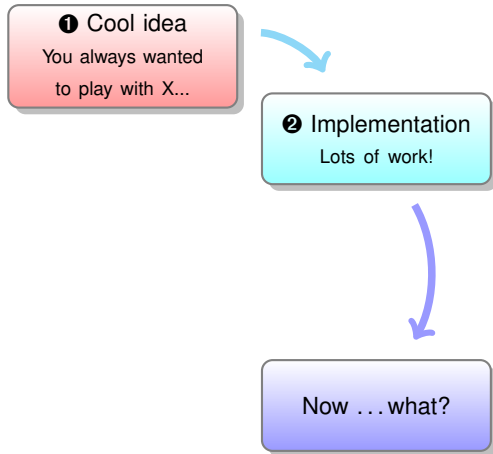 ❶ Cool idea
You always wanted
to play with X...
❷ Implementation
Lots of work!
Now ... what?